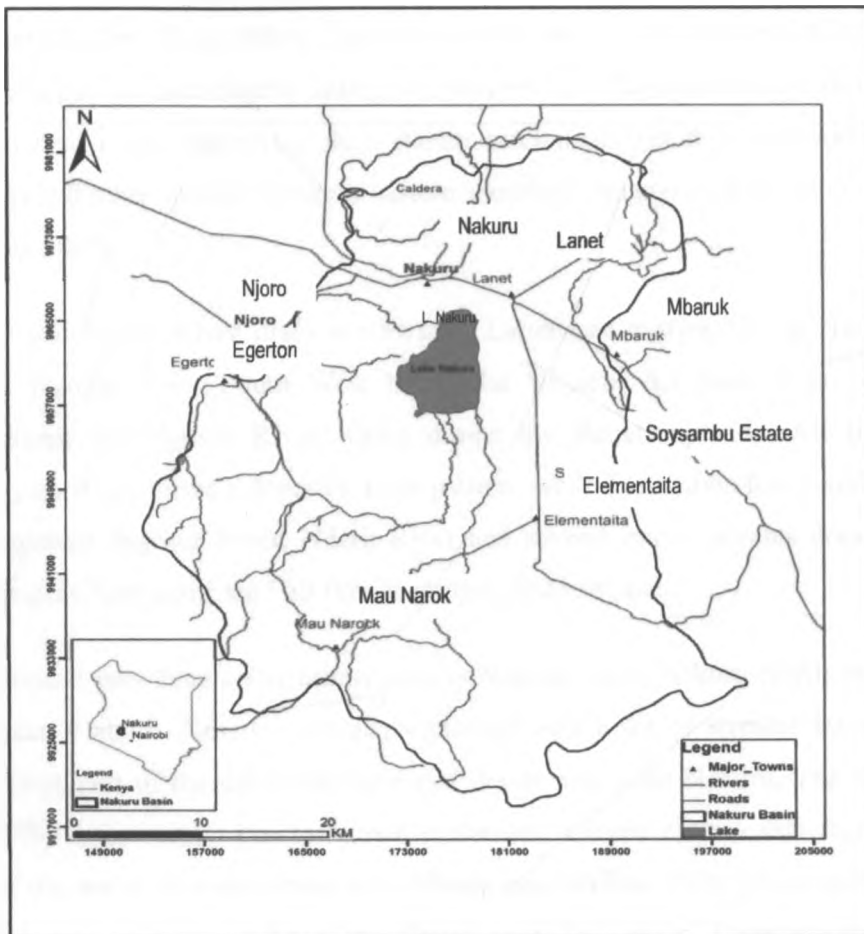 N
9981000
9973000
9965000
9957000
9949000
9941000
9933000
9925000
9917000
Caldera
Nakuru
Lanet
Nakuru
Lanet
Njoro
Njoro
L. Nakuru
Mbaruk
Mbaruk
Egerton
Egerto
Lake Nakuru
Soysambu Estate
S
Elementaita
Elementaita
Mau Narok
Mau Narock
Nakuru
Nairobi
Legend
Kenya
Nakuru Basin
Legend
Major_Towns
Rivers
Roads
Nakuru Basin
Lake
0 10 20
KM
149000 157000 165000 173000 181000 189000 197000 205000